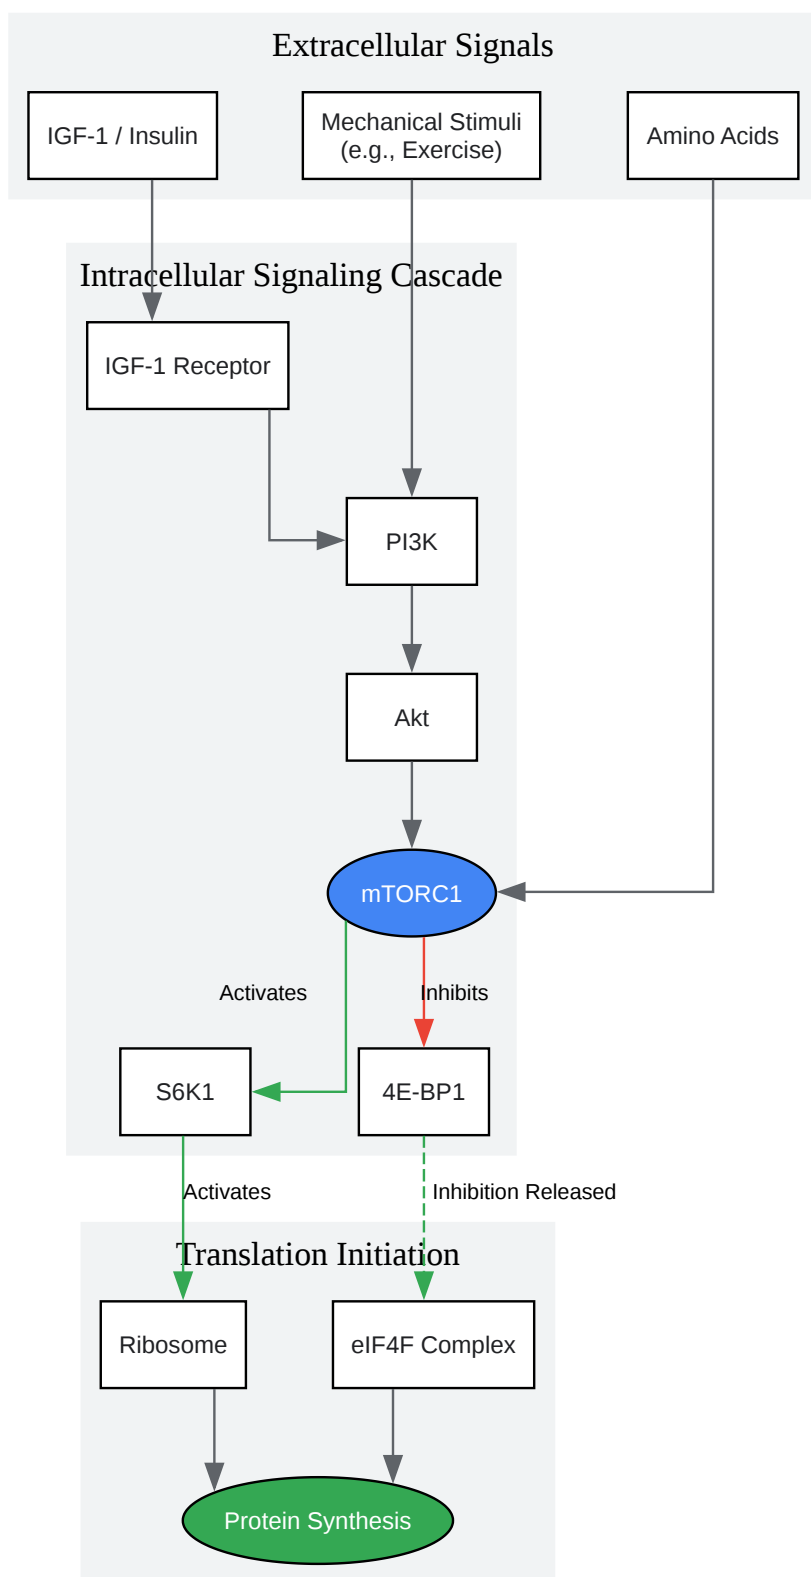 Extracellular Signals
IGF-1 / Insulin
Mechanical Stimuli
(e.g., Exercise)
Amino Acids
Intracellular Signaling Cascade
IGF-1 Receptor
PI3K
Akt
mTORC1
Activates
Inhibits
S6K1
4E-BP1
Activates
Inhibition Released
Translation Initiation
Ribosome
eIF4F Complex
Protein Synthesis